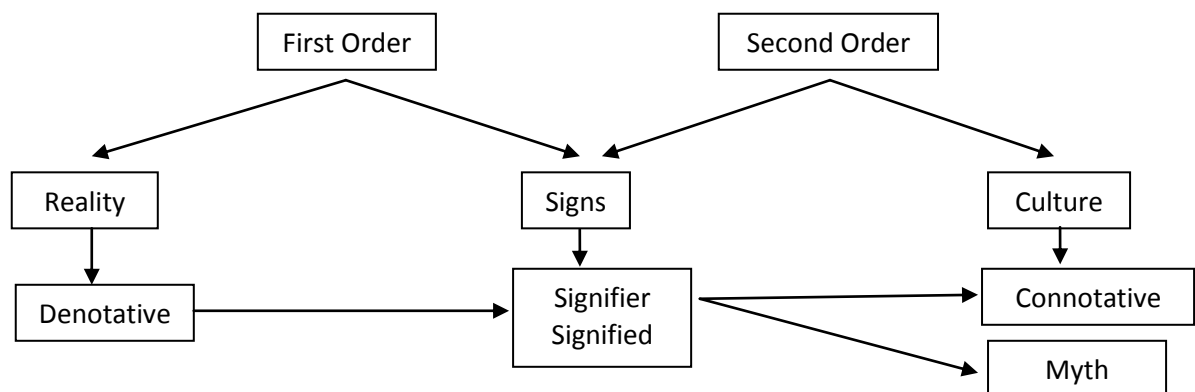 First Order
Second Order
Reality
Signs
Culture
Denotative
Signifier
Signified
Connotative
Myth